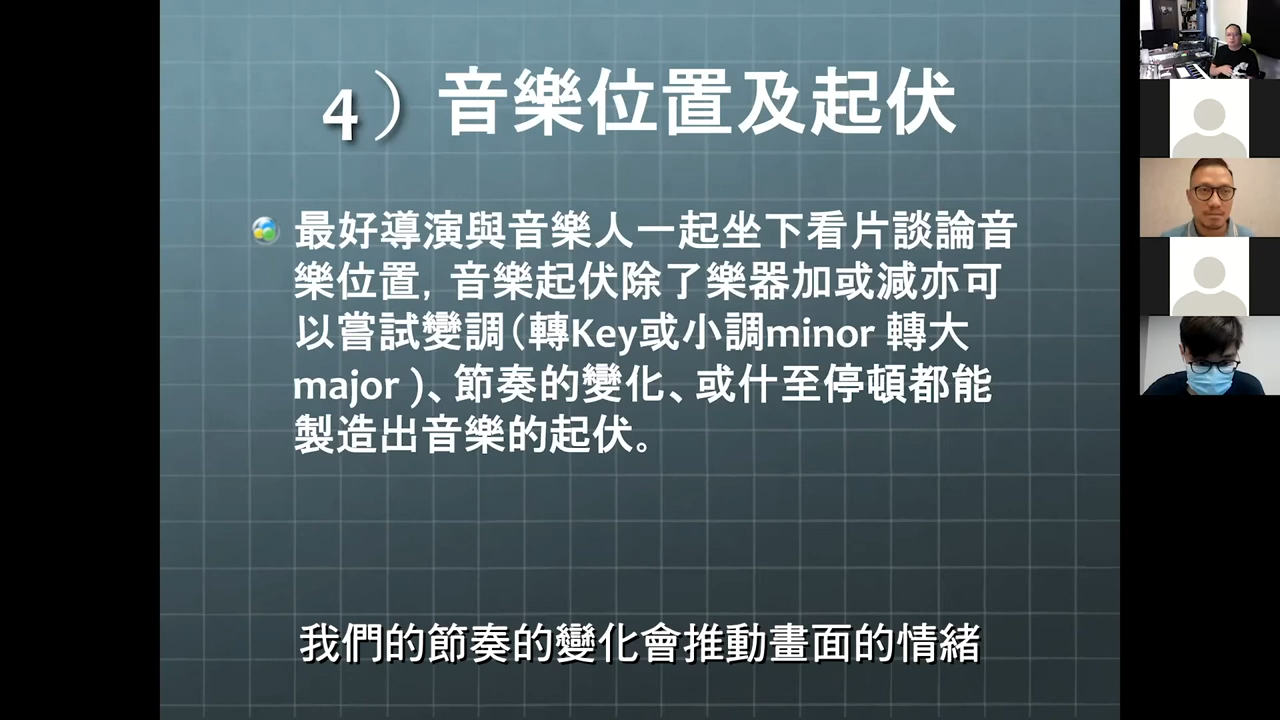 4）音樂位置及起伏
最好導演與音樂人一起坐下看片談論音
樂位置，音樂起伏除了樂器加或減亦可
以嘗試變調（轉Key或小調minor 轉大
major )、節奏的變化、或什至停頓都能
製造出音樂的起伏。
我們的節奏的變化會推動畫面的情緒